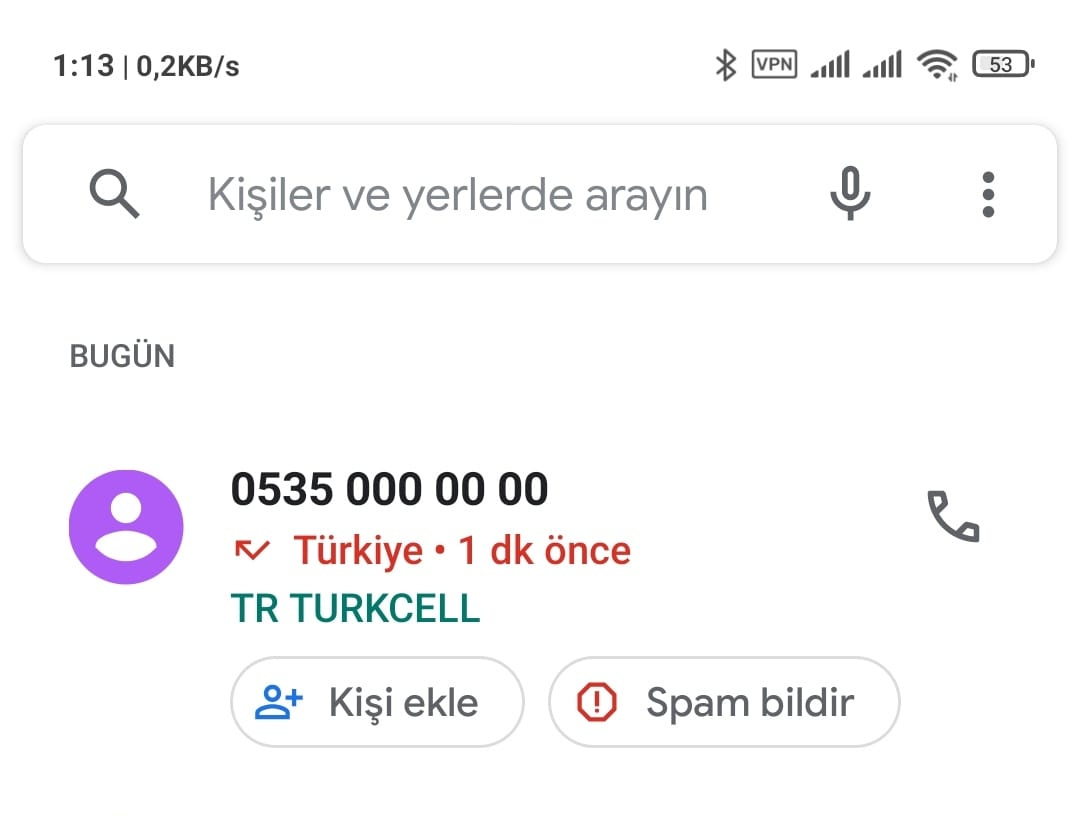 1:13 | 0,2KB/s VPN 53
Kişiler ve yerlerde arayın
BUGÜN
0535 000 00 00
Türkiye • 1 dk önce
TR TURKCELL
Kişi ekle Spam bildir